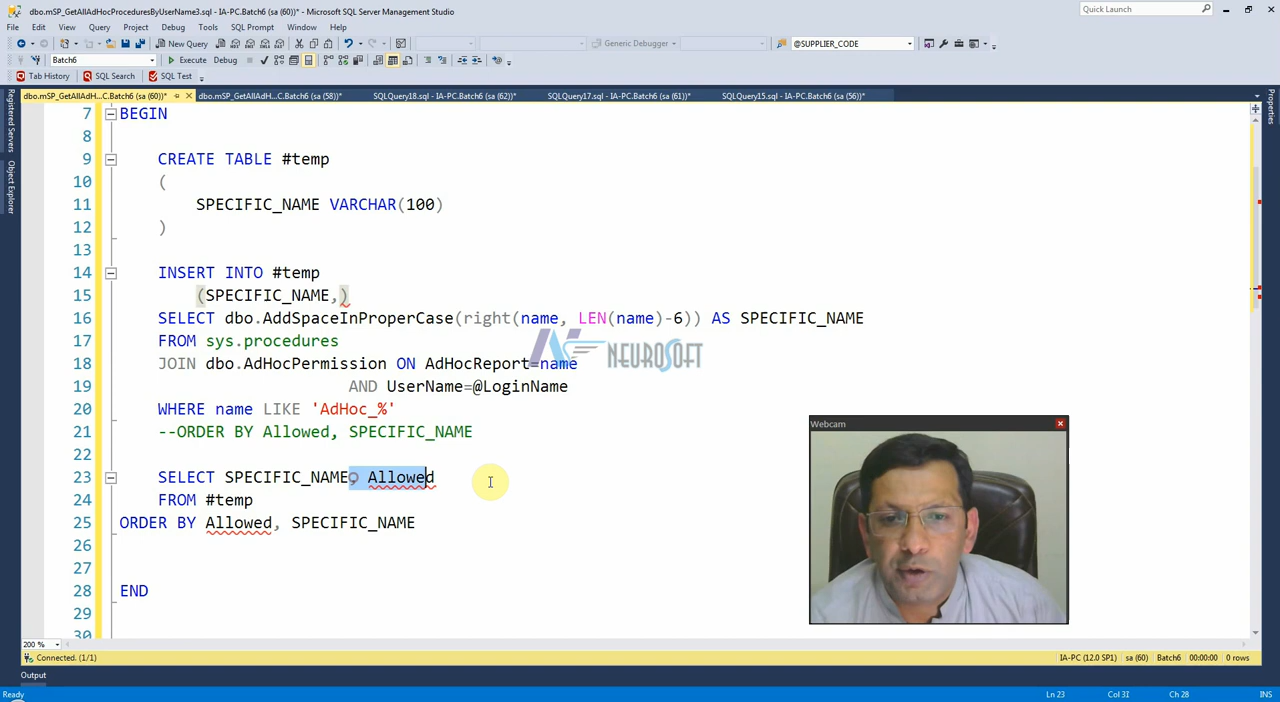 dbo.mSP_GetAllAdHocProceduresByUserName3.sql - IA-PC.Batch6 (sa (60))* - Microsoft SQL Server Management Studio
Quick Launch
File Edit View Query Project Debug Tools SQL Prompt Window Help
New Query
Generic Debugger
@SUPPLIER_CODE
Batch6
Execute Debug
Tab History SQL Search SQL Test
dbo.mSP_GetAllAdH...C.Batch6 (sa (60))* dbo.mSP_GetAllAdH...C.Batch6 (sa (58))* SQLQuery18.sql - IA-PC.Batch6 (sa (62))* SQLQuery17.sql - IA-PC.Batch6 (sa (61))* SQLQuery15.sql - IA-PC.Batch6 (sa (56))*
Registered Servers
Object Explorer
Properties
7 BEGIN
8
9 CREATE TABLE #temp
10 (
11 SPECIFIC_NAME VARCHAR(100)
12 )
13
14 INSERT INTO #temp
15 (SPECIFIC_NAME,)
16 SELECT dbo.AddSpaceInProperCase(right(name, LEN(name)-6)) AS SPECIFIC_NAME
17 FROM sys.procedures
18 JOIN dbo.AdHocPermission ON AdHocReport=name
19 AND UserName=@LoginName
20 WHERE name LIKE 'AdHoc_%'
21 --ORDER BY Allowed, SPECIFIC_NAME
22
23 SELECT SPECIFIC_NAME, Allowed
24 FROM #temp
25 ORDER BY Allowed, SPECIFIC_NAME
26
27
28 END
29
30
NEUROSOFT
Webcam
200 %
Connected. (1/1) IA-PC (12.0 SP1) sa (60) Batch6 00:00:00 0 rows
Output
Ready Ln 23 Col 31 Ch 28 INS